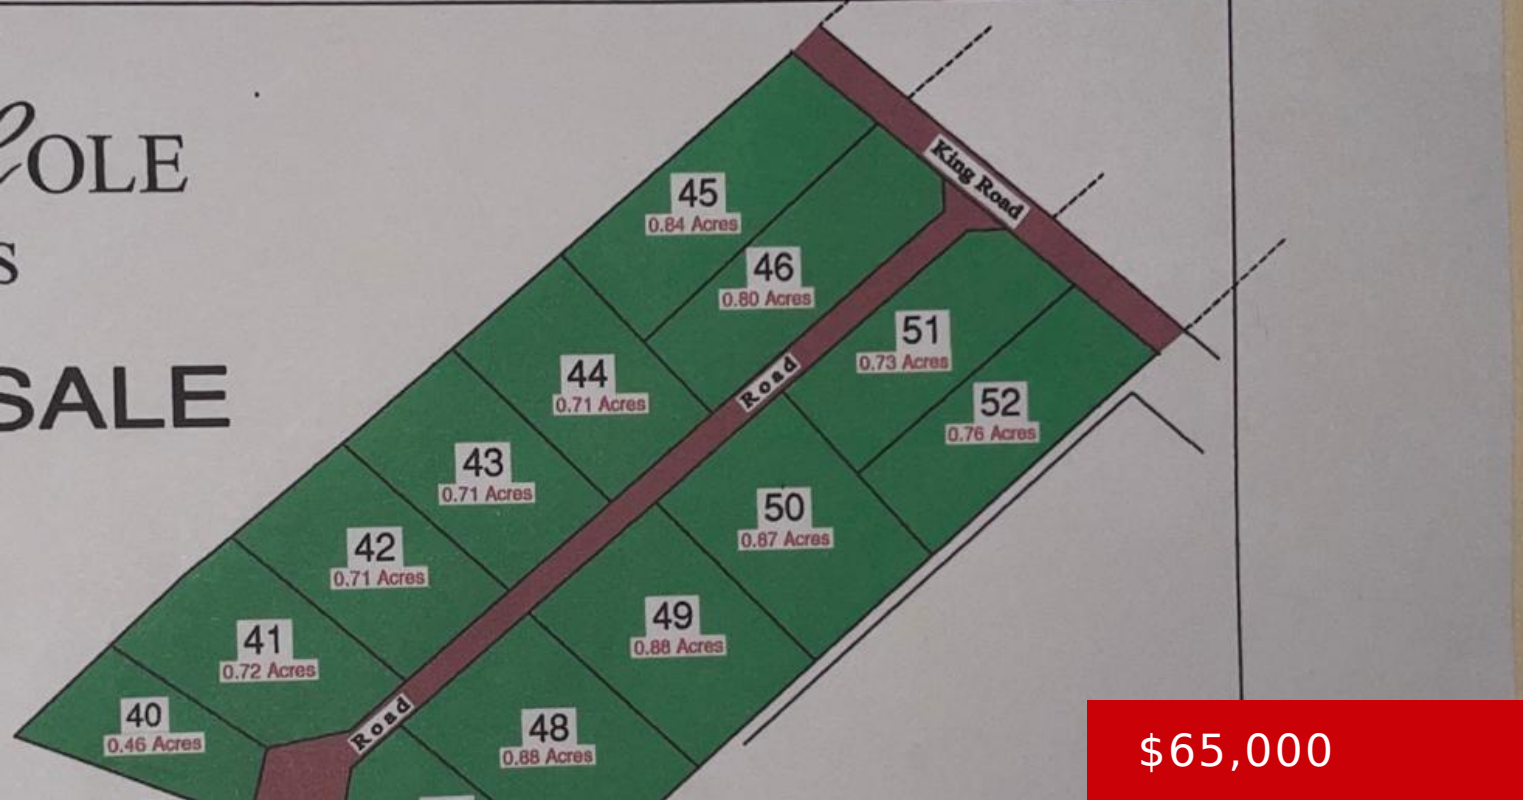 OLE
S
SALE
King Road
45
0.84 Acres
46
0.80 Acres
51
0.73 Acres
44
0.71 Acres
Road
52
0.76 Acres
43
0.71 Acres
50
0.87 Acres
42
0.71 Acres
49
0.88 Acres
41
0.72 Acres
40
0.46 Acres
Road
48
0.88 Acres
$65,000